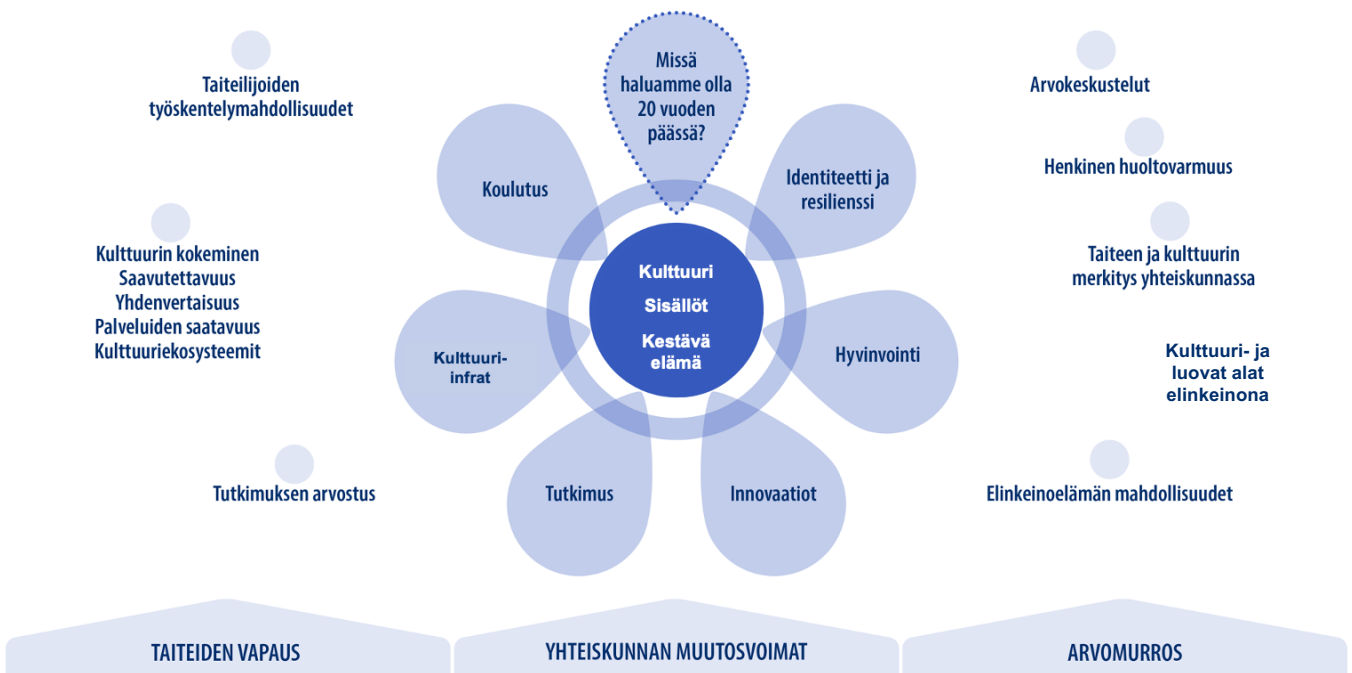 Missä
haluamme olla
20 vuoden
päässä?
Taiteilijoiden
työskentelymahdollisuudet
Kulttuurin kokeminen
Saavutettavuus
Yhdenvertaisuus
Palveluiden saatavuus
Kulttuuriekosysteemit
Tutkimuksen arvostus
Koulutus
Kulttuuri-
infrat
Tutkimus
Kulttuuri
Sisällöt
Kestävä
elämä
Identiteetti ja
resilienssi
Hyvinvointi
Innovaatiot
Arvokeskustelut
Henkinen huoltovarmuus
Taiteen ja kulttuurin
merkitys yhteiskunnassa
Kulttuuri- ja
luovat alat
elinkeinona
Elinkeinoelämän mahdollisuudet
TAITEIDEN VAPAUS
YHTEISKUNNAN MUUTOSVOIMAT
ARVOMURROS